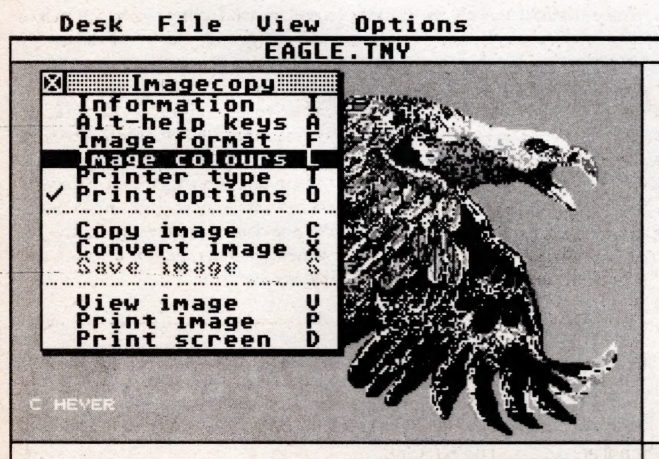 Desk File View Options
EAGLE.TNY
Imagecopy
Information I
Alt-help keys A
Image format F
Image colours L
Printer type T
✓ Print options O
Copy image C
Convert image X
Save image S
View image V
Print image P
Print screen D
C HEYER